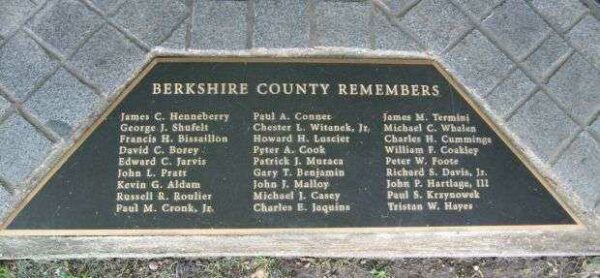 BERKSHIRE COUNTY REMEMBERS
James C. Henneberry Paul A. Conner James M. Termini
George J. Shufelt Chester L. Witanek, Jr. Michael C. Whalen
Francis H. Bissaillon Howard H. Luscier Charles H. Cummings
David C. Borey Peter A. Cook William F. Coakley
Edward C. Jarvis Patrick J. Muraca Peter W. Foote
John L. Pratt Gary T. Benjamin Richard S. Davis, Jr.
Kevin G. Aldam John J. Malloy John P. Hartlage, III
Russell R. Roulier Michael J. Casey Paul S. Krzynowek
Paul M. Cronk, Jr. Charles E. Jaquins Tristan W. Hayes